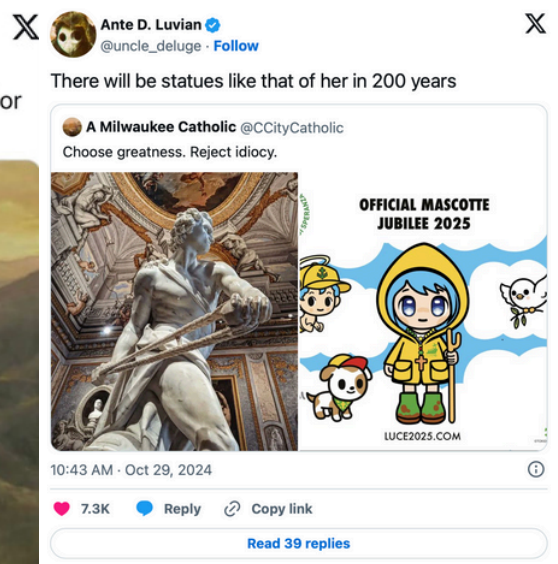 or
Ante D. Luvian
@uncle_deluge · Follow
There will be statues like that of her in 200 years
A Milwaukee Catholic @CCityCatholic
Choose greatness. Reject idiocy.
SPERANZA
OFFICIAL MASCOTTE
JUBILEE 2025
LUCE2025.COM
10:43 AM · Oct 29, 2024
7.3K Reply Copy link
Read 39 replies